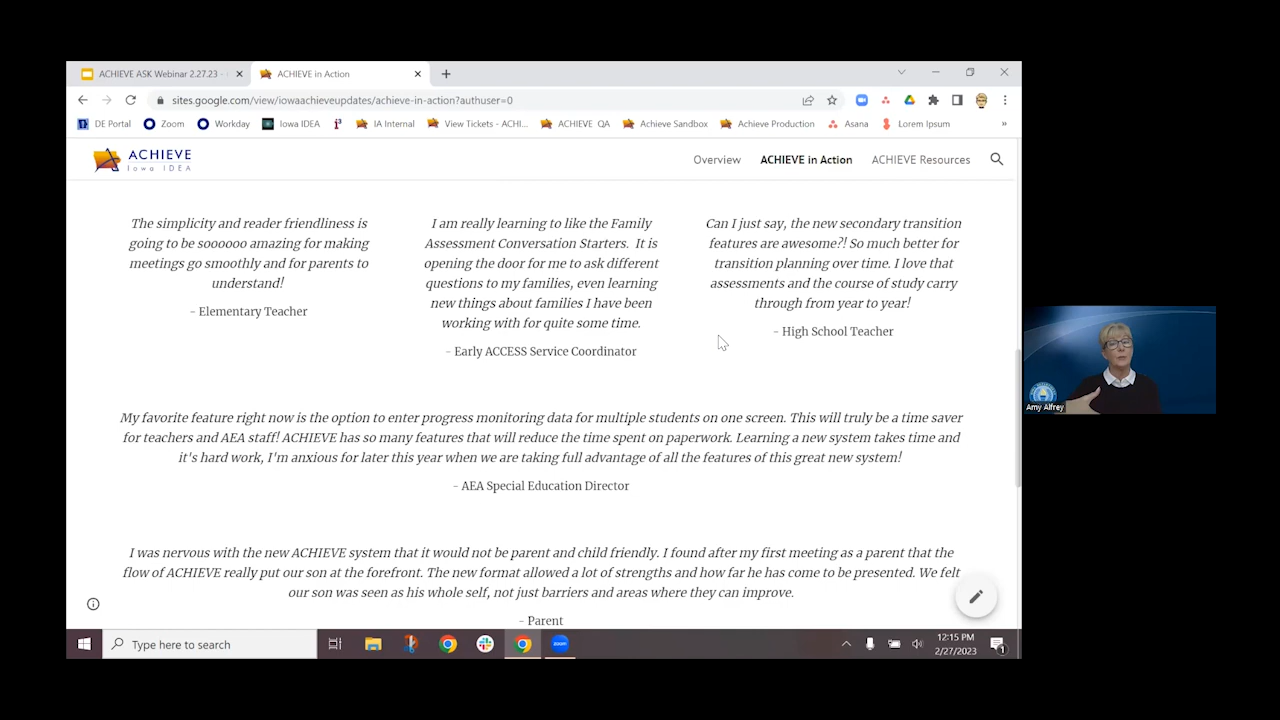 ACHIEVE ASK Webinar 2.27.23
ACHIEVE in Action
sites.google.com/view/iowaachieveupdates/achieve-in-action?authuser=0
DE Portal
Zoom
Workday
Iowa IDEA
IA Internal
View Tickets - ACHI...
ACHIEVE QA
Achieve Sandbox
Achieve Production
Asana
Lorem Ipsum
»
ACHIEVE
Iowa IDEA
Overview
ACHIEVE in Action
ACHIEVE Resources
The simplicity and reader friendliness is
going to be soooooo amazing for making
meetings go smoothly and for parents to
understand!
- Elementary Teacher
I am really learning to like the Family
Assessment Conversation Starters. It is
opening the door for me to ask different
questions to my families, even learning
new things about families I have been
working with for quite some time.
- Early ACCESS Service Coordinator
Can I just say, the new secondary transition
features are awesome?! So much better for
transition planning over time. I love that
assessments and the course of study carry
through from year to year!
- High School Teacher
My favorite feature right now is the option to enter progress monitoring data for multiple students on one screen. This will truly be a time saver
for teachers and AEA staff! ACHIEVE has so many features that will reduce the time spent on paperwork. Learning a new system takes time and
it's hard work, I'm anxious for later this year when we are taking full advantage of all the features of this great new system!
- AEA Special Education Director
I was nervous with the new ACHIEVE system that it would not be parent and child friendly. I found after my first meeting as a parent that the
flow of ACHIEVE really put our son at the forefront. The new format allowed a lot of strengths and how far he has come to be presented. We felt
our son was seen as his whole self, not just barriers and areas where they can improve.
- Parent
Amy Alfrey
Type here to search
12:15 PM
2/27/2023
1